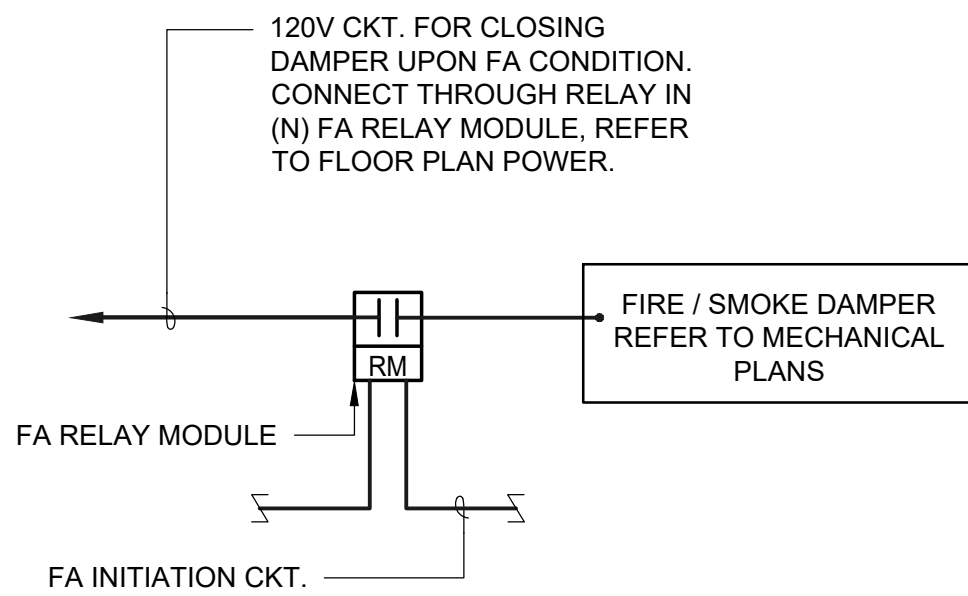 120V CKT. FOR CLOSING
DAMPER UPON FA CONDITION.
CONNECT THROUGH RELAY IN
(N) FA RELAY MODULE, REFER
TO FLOOR PLAN POWER.
FIRE / SMOKE DAMPER
REFER TO MECHANICAL
PLANS
RM
FA RELAY MODULE
FA INITIATION CKT.